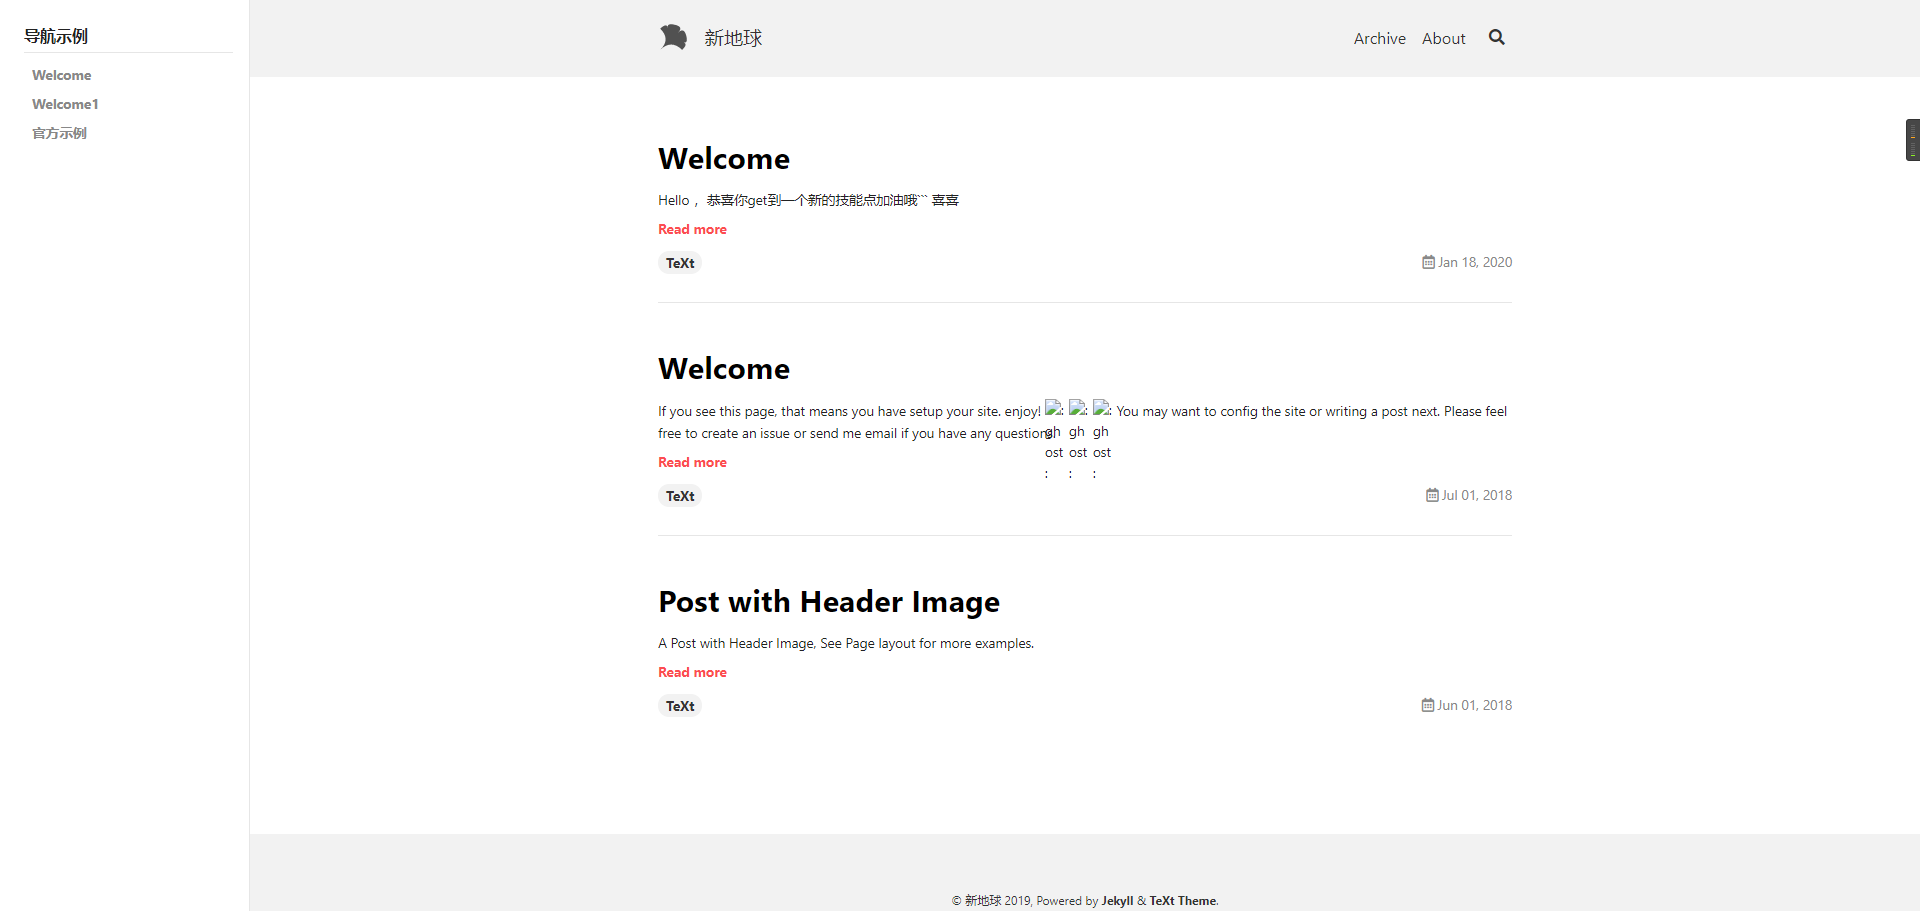 导航示例
Welcome
Welcome1
官方示例
新地球
Archive About
Welcome
Hello ，恭喜你get到一个新的技能点加油哦``` 喜喜
Read more
TeXt
Jan 18, 2020
Welcome
If you see this page, that means you have setup your site. enjoy! :ghost: :ghost: :ghost: You may want to config the site or writing a post next. Please feel
free to create an issue or send me email if you have any questions.
Read more
TeXt
Jul 01, 2018
Post with Header Image
A Post with Header Image, See Page layout for more examples.
Read more
TeXt
Jun 01, 2018
© 新地球 2019, Powered by Jekyll & TeXt Theme.